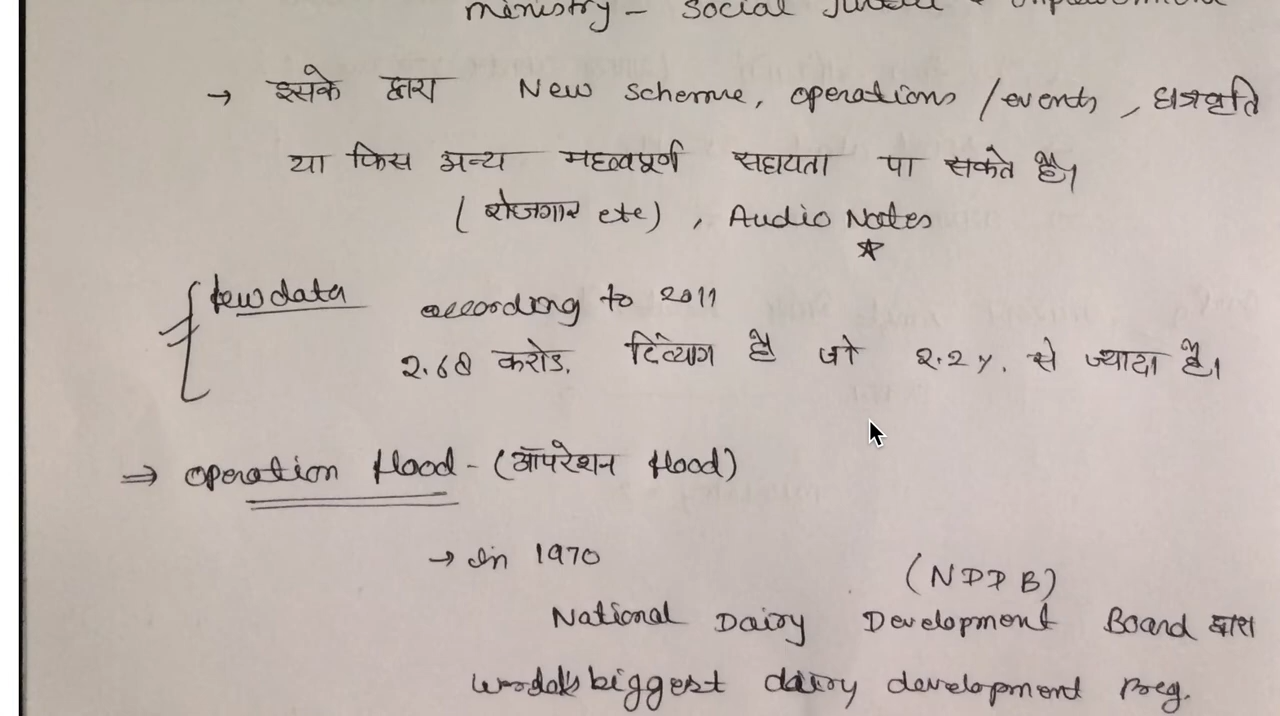 ministry - Social Justice + Empowerment
→ इसके द्वारा New scheme, operations /events, छात्रवृति
या किस अन्य महत्वपूर्ण सहायता पा सकते है।
(रोजगार etc), Audio Notes
few data according to 2011
2.68 करोड. दिव्यांग है जो 2.2%. से ज्यादा है।
⇒ operation flood - (ऑपरेशन flood)
→ In 1970
(NDDB)
National Dairy Development Board द्वारा
World's biggest dairy development Prog.